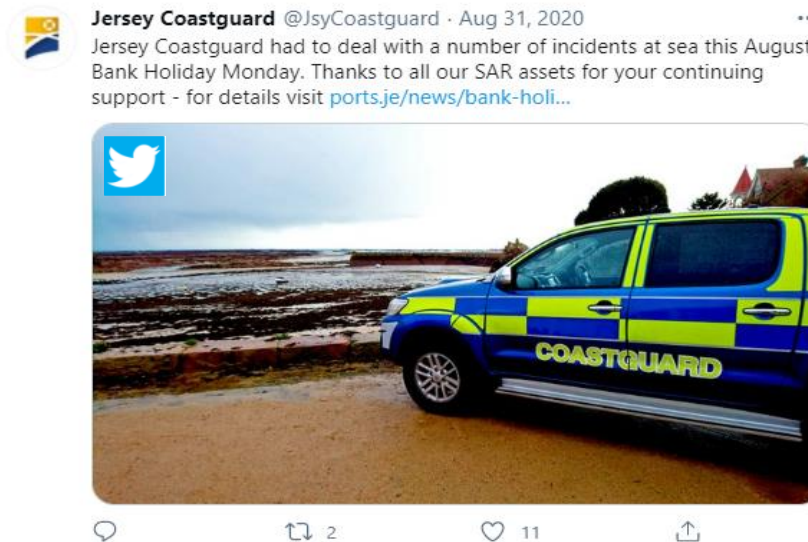 Jersey Coastguard @JsyCoastguard · Aug 31, 2020
Jersey Coastguard had to deal with a number of incidents at sea this August
Bank Holiday Monday. Thanks to all our SAR assets for your continuing
support - for details visit ports.je/news/bank-holi...
COASTGUARD
2
11